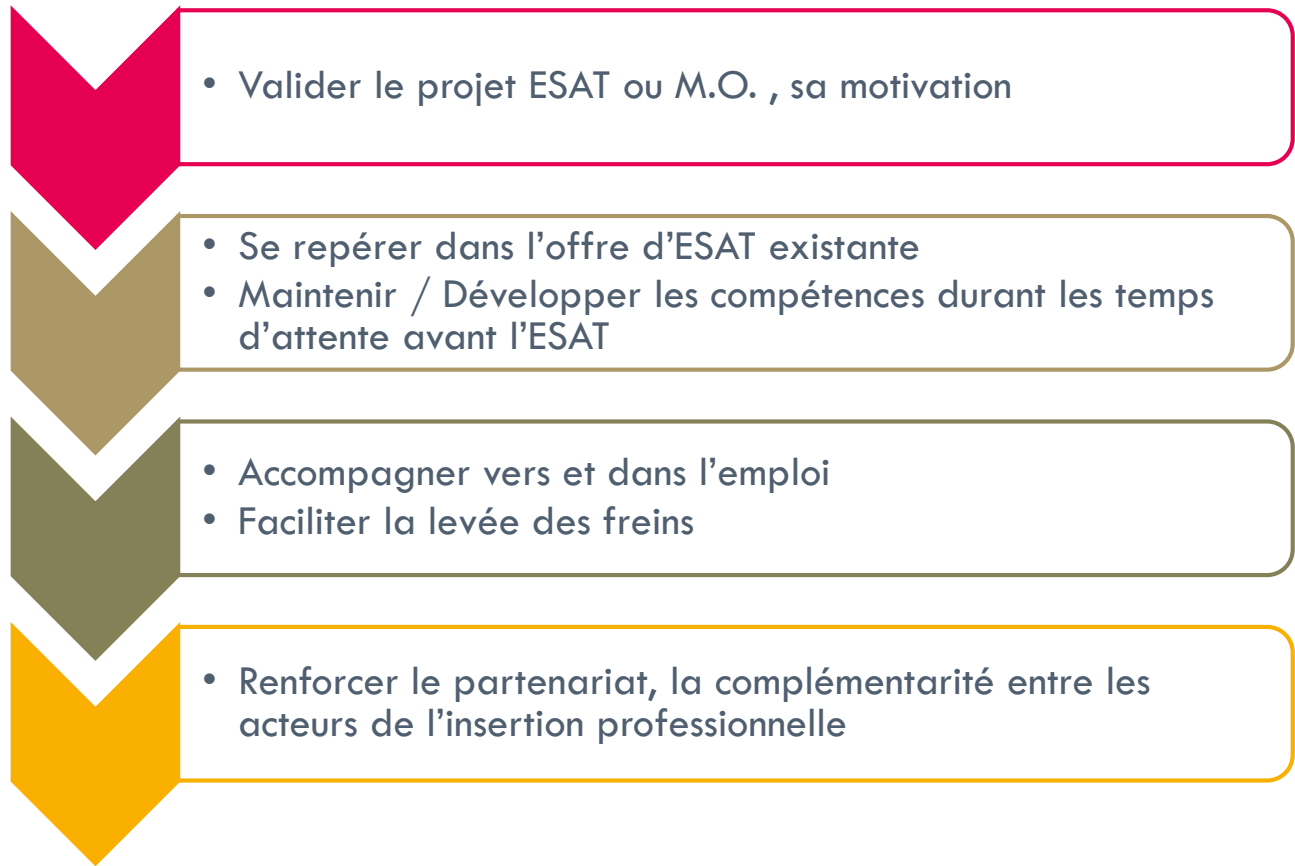 • Valider le projet ESAT ou M.O. , sa motivation
• Se repérer dans l’offre d’ESAT existante
• Maintenir / Développer les compétences durant les temps
d’attente avant l’ESAT
• Accompagner vers et dans l’emploi
• Faciliter la levée des freins
• Renforcer le partenariat, la complémentarité entre les
acteurs de l’insertion professionnelle